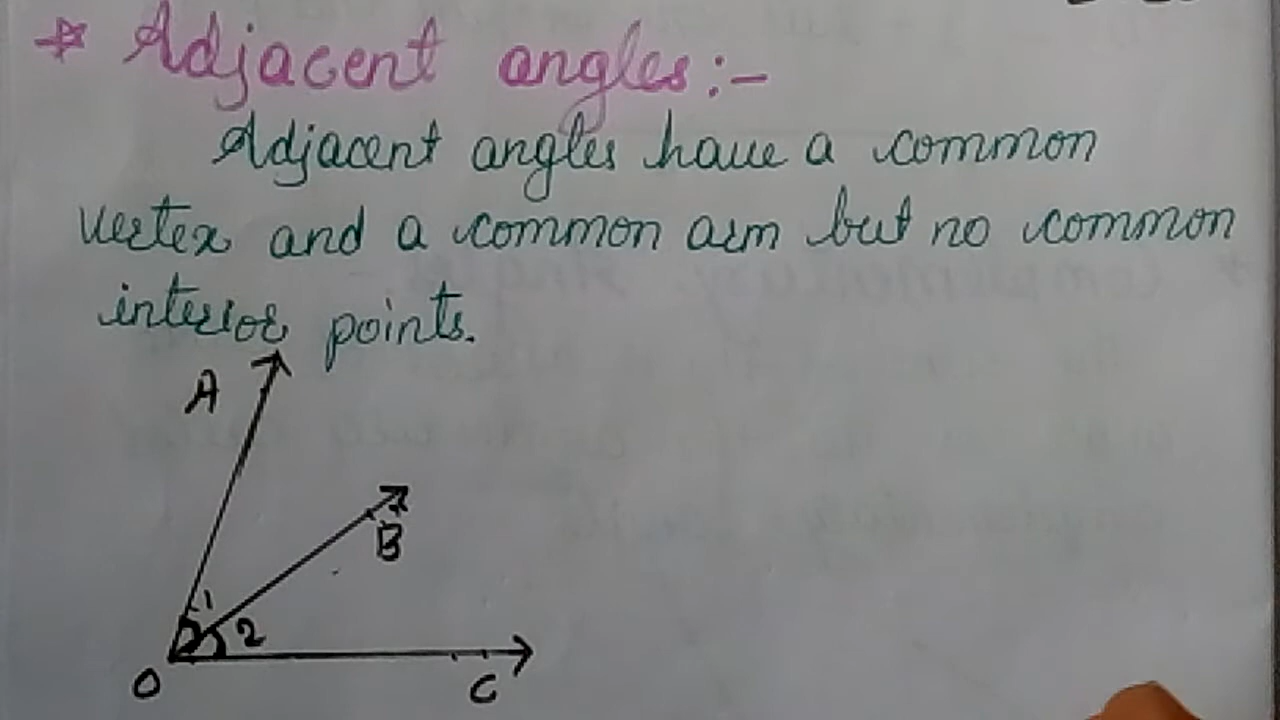 * Adjacent angles:-
Adjacent angles have a common
vertex and a common arm but no common
interior points.
A
B
1
2
O
C